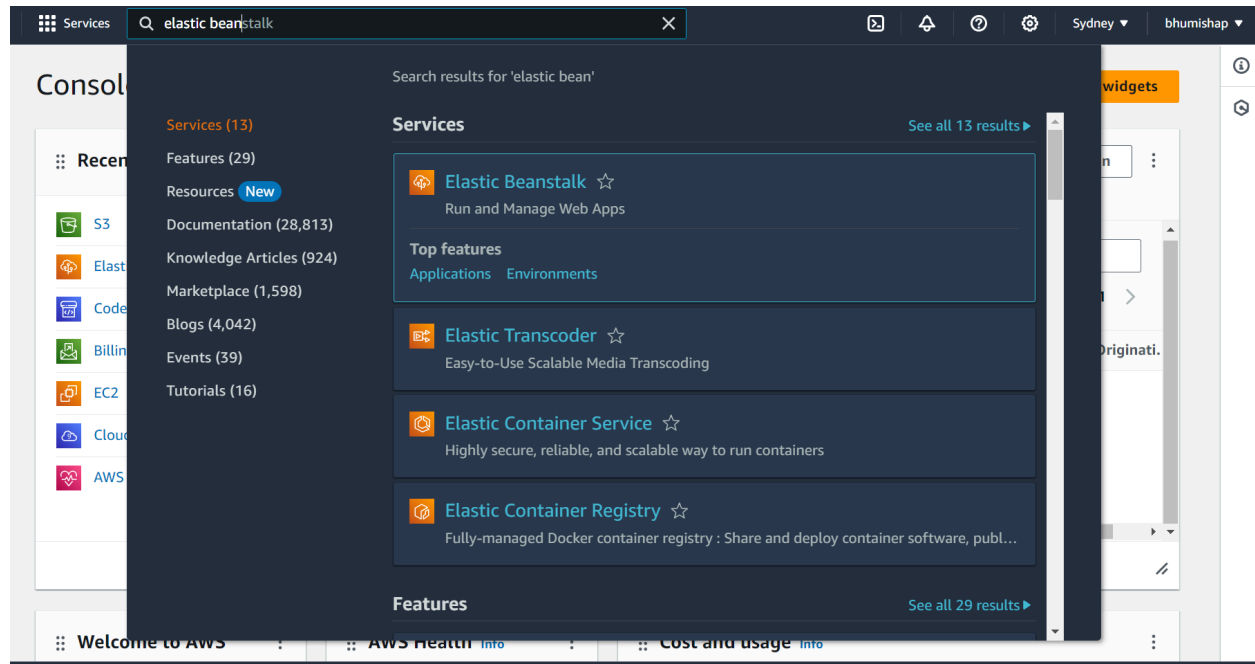 Services elastic beanstalk Sydney ▼ bhumishap ▼
Search results for 'elastic bean'
Consol widgets
Services (13)
Features (29)
Resources New
Documentation (28,813)
Knowledge Articles (924)
Marketplace (1,598)
Blogs (4,042)
Events (39)
Tutorials (16)
Services See all 13 results
Elastic Beanstalk
Run and Manage Web Apps
Top features
Applications Environments
Elastic Transcoder
Easy-to-Use Scalable Media Transcoding
Elastic Container Service
Highly secure, reliable, and scalable way to run containers
Elastic Container Registry
Fully-managed Docker container registry : Share and deploy container software, publ...
Features See all 29 results
Recen
S3
Elast
Code
Billin
EC2
Cloud
AWS
n
Originati.
Welcome to AWS
AWS Health Info
Cost and usage Info